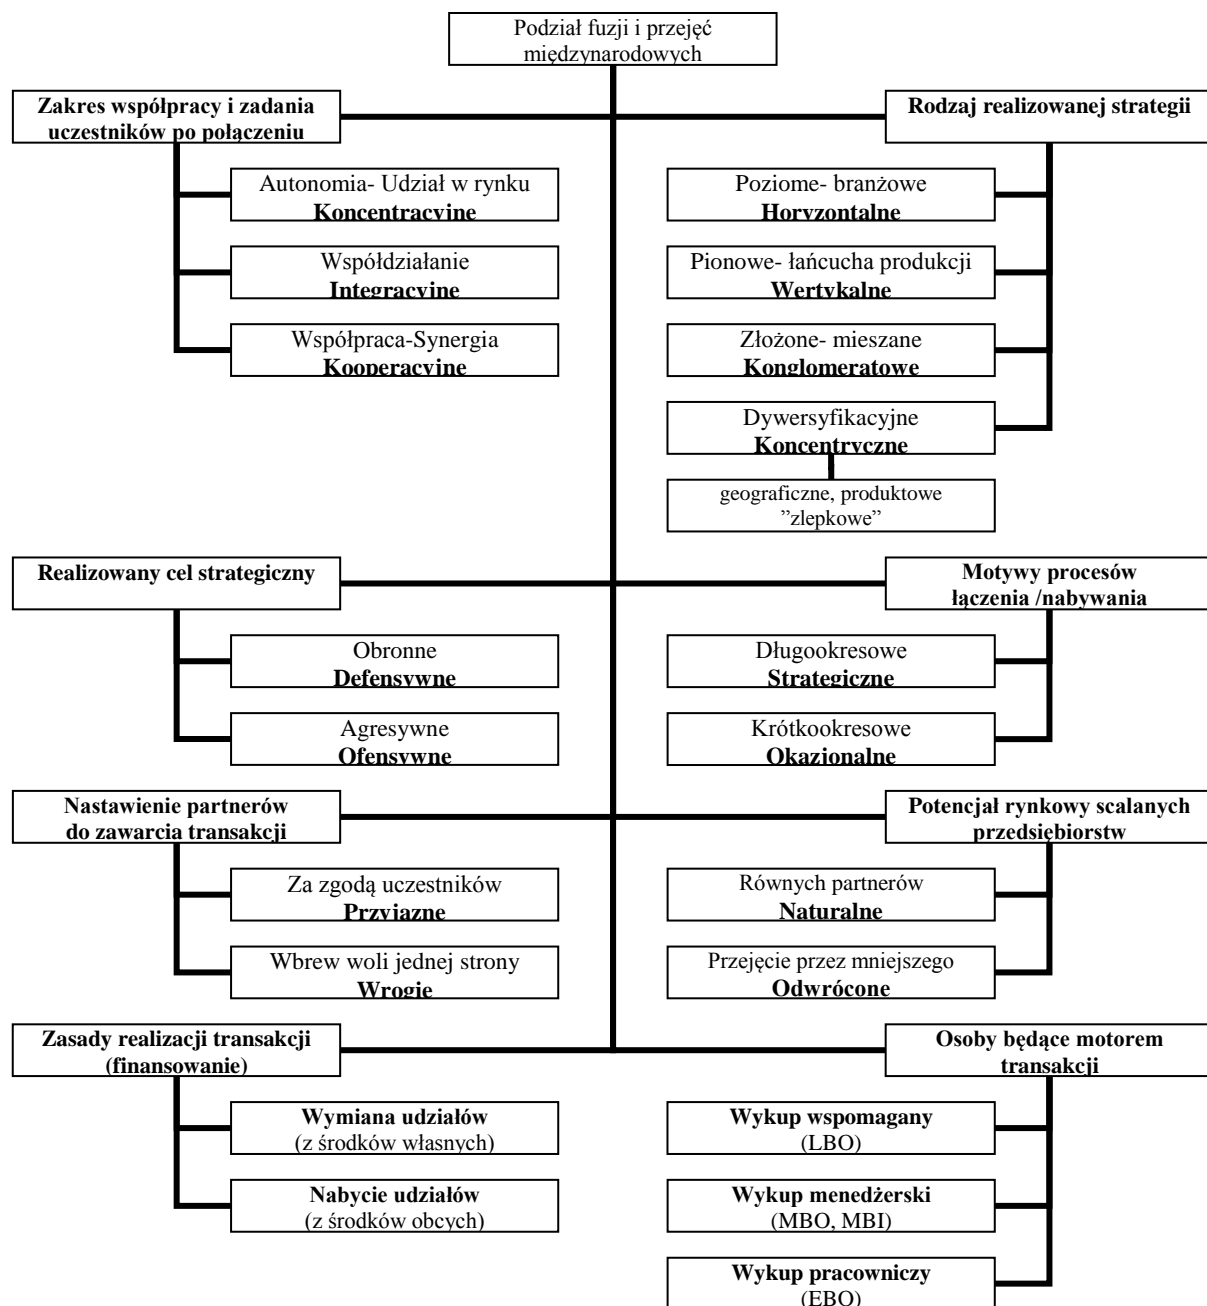 Podział fuzji i przejęć
międzynarodowych
Zakres współpracy i zadania
uczestników po połączeniu
Rodzaj realizowanej strategii
Autonomia- Udział w rynku
Koncentracyjne
Poziome- branżowe
Horyzontalne
Współdziałanie
Integracyjne
Pionowe- łańcucha produkcji
Wertykalne
Współpraca-Synergia
Kooperacyjne
Złożone- mieszane
Konglomeratowe
Dywersyfikacyjne
Koncentryczne
geograficzne, produktowe
”zlepkowe”
Realizowany cel strategiczny
Motywy procesów
łączenia /nabywania
Obronne
Defensywne
Długookresowe
Strategiczne
Agresywne
Ofensywne
Krótkookresowe
Okazjonalne
Nastawienie partnerów
do zawarcia transakcji
Potencjał rynkowy scalanych
przedsiębiorstw
Za zgodą uczestników
Przyjazne
Równych partnerów
Naturalne
Wbrew woli jednej strony
Wrogie
Przejęcie przez mniejszego
Odwrócone
Zasady realizacji transakcji
(finansowanie)
Osoby będące motorem
transakcji
Wymiana udziałów
(z środków własnych)
Wykup wspomagany
(LBO)
Nabycie udziałów
(z środków obcych)
Wykup menedżerski
(MBO, MBI)
Wykup pracowniczy
(EBO)